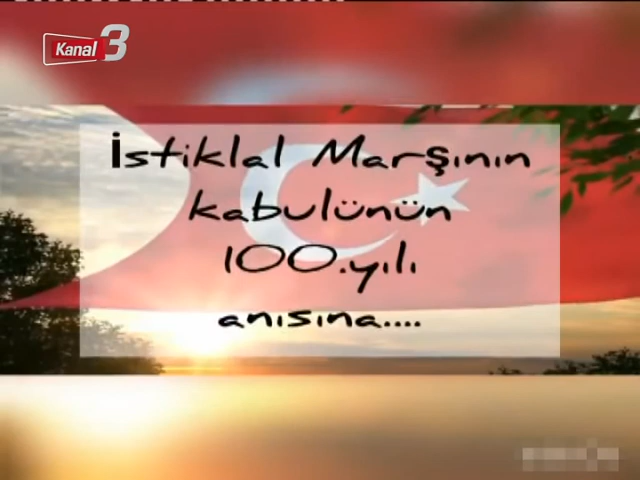 Kanal 3
İstiklal Marşının
kabulünün
100.yılı
anısına....